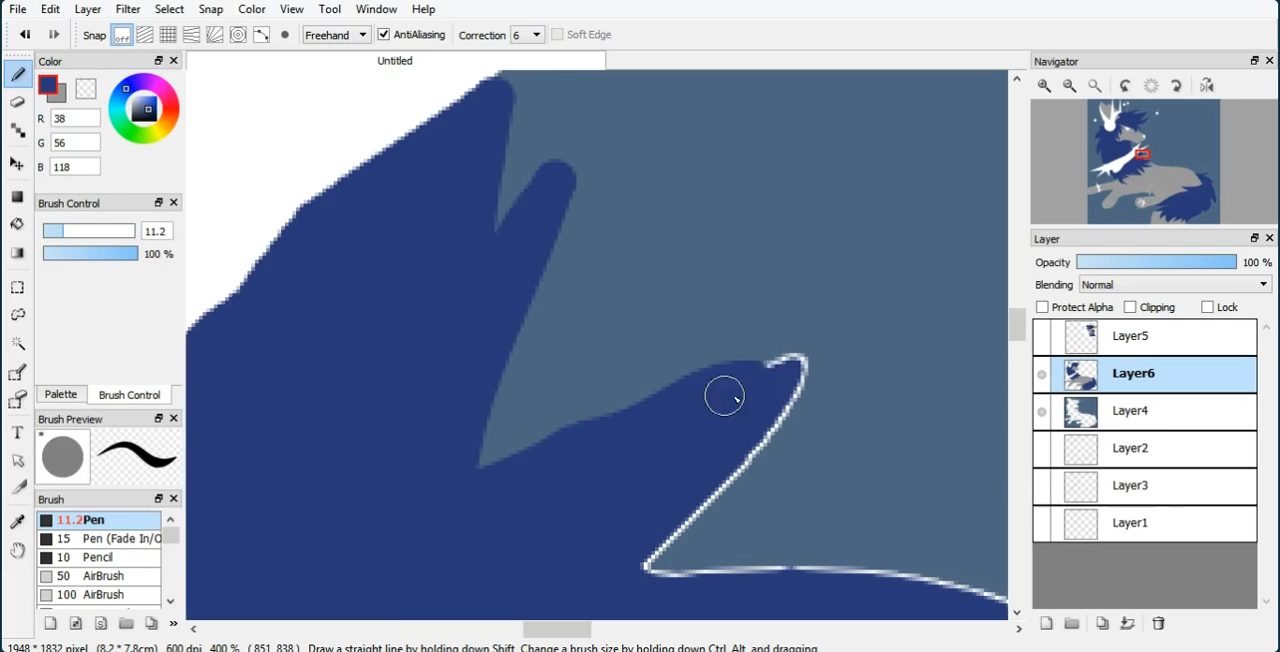 File Edit Layer Filter Select Snap Color View Tool Window Help
Snap off Freehand AntiAliasing Correction 6 Soft Edge
Color
Untitled
Navigator
R 38
G 56
B 118
Brush Control
11.2
100 %
Layer
Opacity 100 %
Blending Normal
Protect Alpha Clipping Lock
Layer5
Layer6
Layer4
Layer2
Layer3
Layer1
Palette Brush Control
Brush Preview
T
Brush
11.2 Pen
15 Pen (Fade In/O
10 Pencil
50 AirBrush
100 AirBrush
S »
1948 * 1832 pixel (8.2 * 7.8cm) 600 dpi 400 % ( 851, 838 ) Draw a straight line by holding down Shift, Change a brush size by holding down Ctrl, Alt, and dragging